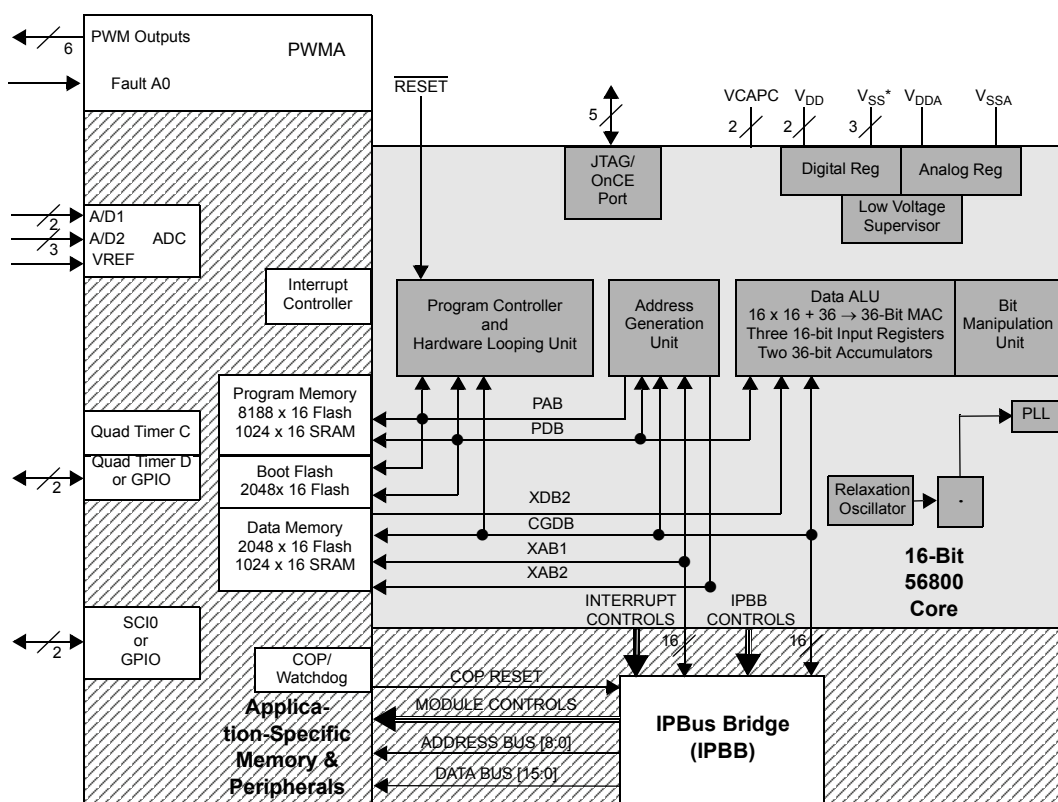 PWM Outputs
6
PWMA
Fault A0
RESET
5
VCAPC
2
VDD
2
VSS*
3
VDDA
VSSA
JTAG/
OnCE
Port
Digital Reg
Analog Reg
Low Voltage
Supervisor
2
A/D1
3
A/D2
ADC
VREF
Interrupt
Controller
Program Controller
and
Hardware Looping Unit
Address
Generation
Unit
Data ALU
16 x 16 + 36 → 36-Bit MAC
Three 16-bit Input Registers
Two 36-bit Accumulators
Bit
Manipulation
Unit
Program Memory
8188 x 16 Flash
1024 x 16 SRAM
PAB
PDB
PLL
Quad Timer C
Quad Timer D
or GPIO
2
Boot Flash
2048x 16 Flash
XDB2
Relaxation
Oscillator
-
Data Memory
2048 x 16 Flash
1024 x 16 SRAM
CGDB
XAB1
XAB2
16-Bit
56800
Core
INTERRUPT
CONTROLS
16
IPBB
CONTROLS
16
SCI0
or
GPIO
2
COP/
Watchdog
COP RESET
MODULE CONTROLS
ADDRESS BUS [8:0]
DATA BUS [15:0]
Applica-
tion-Specific
Memory &
Peripherals
IPBus Bridge
(IPBB)